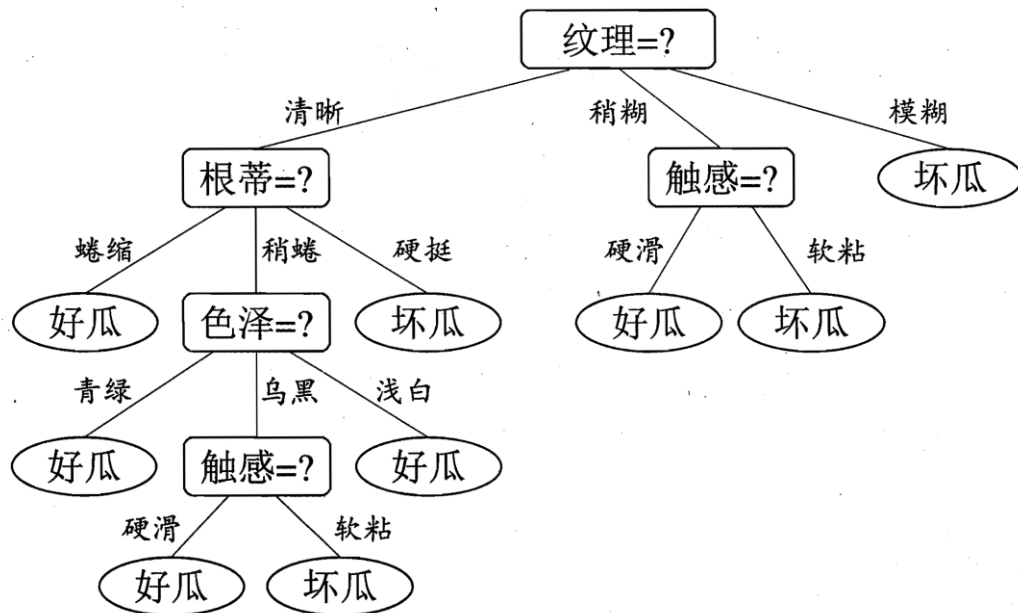 纹理=?
清晰 稍糊 模糊
根蒂=? 触感=? 坏瓜
蜷缩 稍蜷 硬挺 硬滑 软粘
好瓜 色泽=? 坏瓜 好瓜 坏瓜
青绿 乌黑 浅白
好瓜 触感=? 好瓜
硬滑 软粘
好瓜 坏瓜